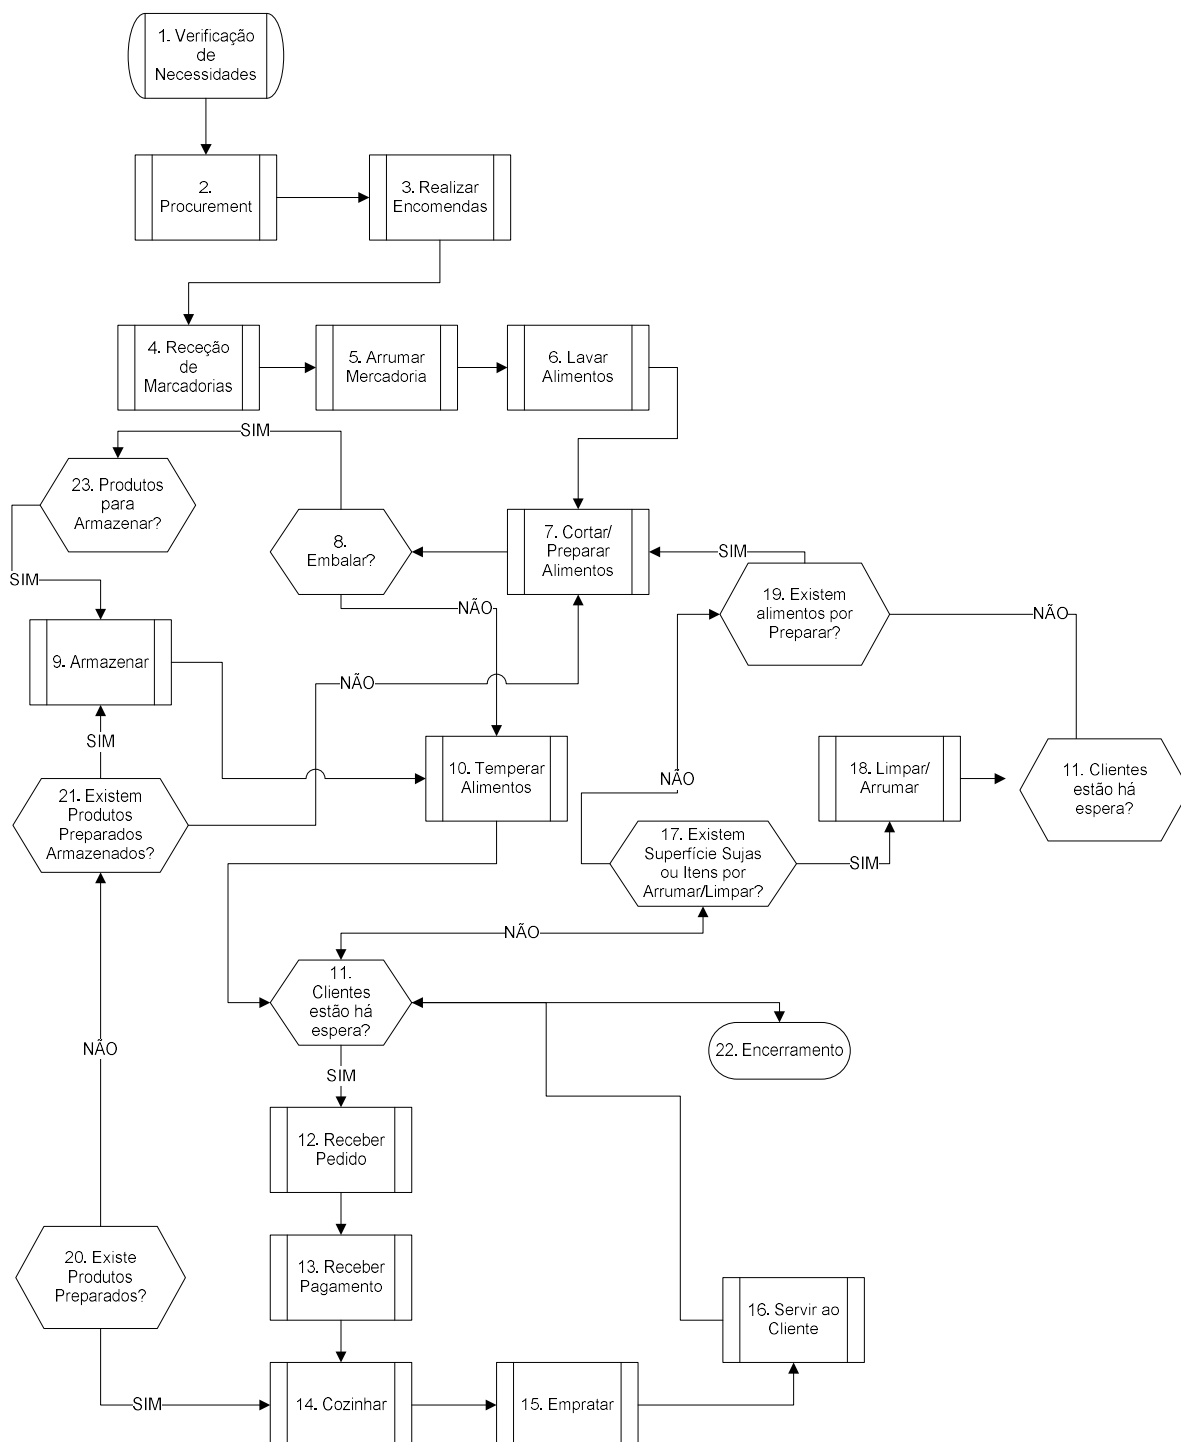 1. Verificação
de
Necessidades
2.
Procurement
3. Realizar
Encomendas
4. Receção
de
Marcadorias
5. Arrumar
Mercadoria
6. Lavar
Alimentos
SIM
23. Produtos
para
Armazenar?
8.
Embalar?
7. Cortar/
Preparar
Alimentos
SIM
19. Existem
alimentos por
Preparar?
SIM
NÃO
NÃO
9. Armazenar
NÃO
SIM
10. Temperar
Alimentos
NÃO
18. Limpar/
Arrumar
11. Clientes
estão há
espera?
21. Existem
Produtos
Preparados
Armazenados?
17. Existem
Superfície Sujas
ou Itens por
Arrumar/Limpar?
SIM
NÃO
11.
Clientes
estão há
espera?
22. Encerramento
NÃO
SIM
12. Receber
Pedido
20. Existe
Produtos
Preparados?
13. Receber
Pagamento
16. Servir ao
Cliente
SIM
14. Cozinhar
15. Empratar